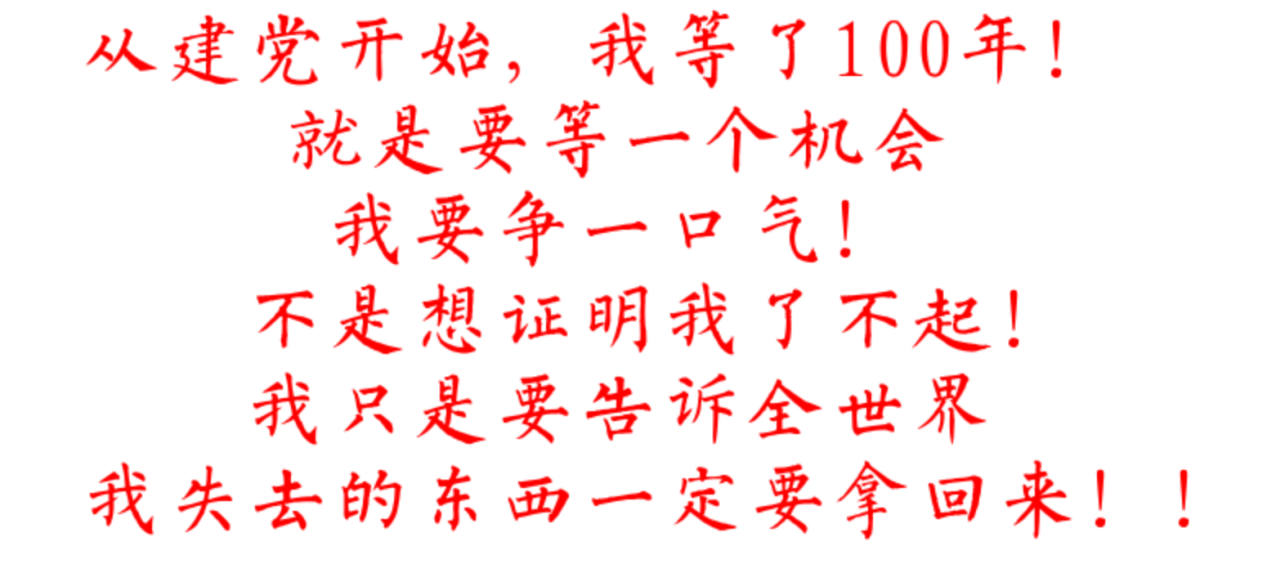 从建党开始，我等了100年！
就是要等一个机会
我要争一口气！
不是想证明我了不起！
我只是要告诉全世界
我失去的东西一定要拿回来！！